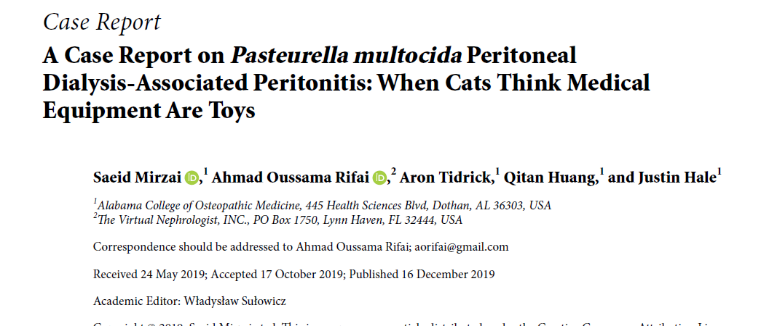 Case Report
A Case Report on Pasteurella multocida Peritoneal
Dialysis-Associated Peritonitis: When Cats Think Medical
Equipment Are Toys
Saeid Mirzai iD,1 Ahmad Oussama Rifai iD,2 Aron Tidrick,1 Qitan Huang,1 and Justin Hale1
1Alabama College of Osteopathic Medicine, 445 Health Sciences Blvd, Dothan, AL 36303, USA
2The Virtual Nephrologist, INC., PO Box 1750, Lynn Haven, FL 32444, USA
Correspondence should be addressed to Ahmad Oussama Rifai; aorifai@gmail.com
Received 24 May 2019; Accepted 17 October 2019; Published 16 December 2019
Academic Editor: Władysław Sułowicz